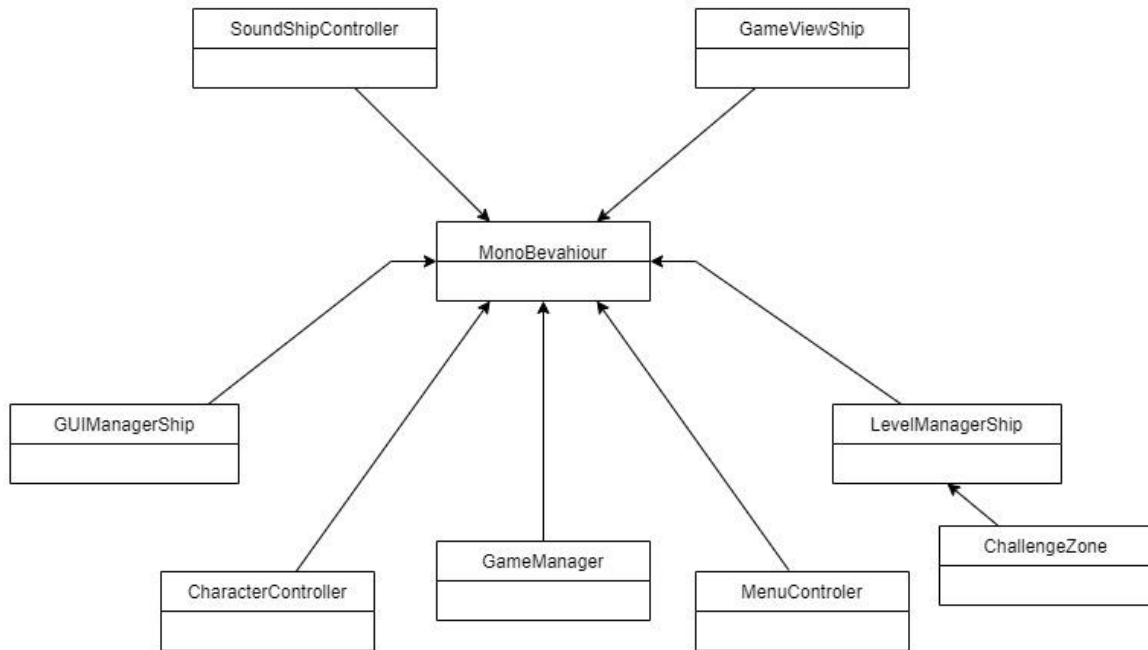 SoundShipController
GameViewShip
MonoBevahiour
GUIManagerShip
LevelManagerShip
ChallengeZone
GameManager
CharacterController
MenuControler